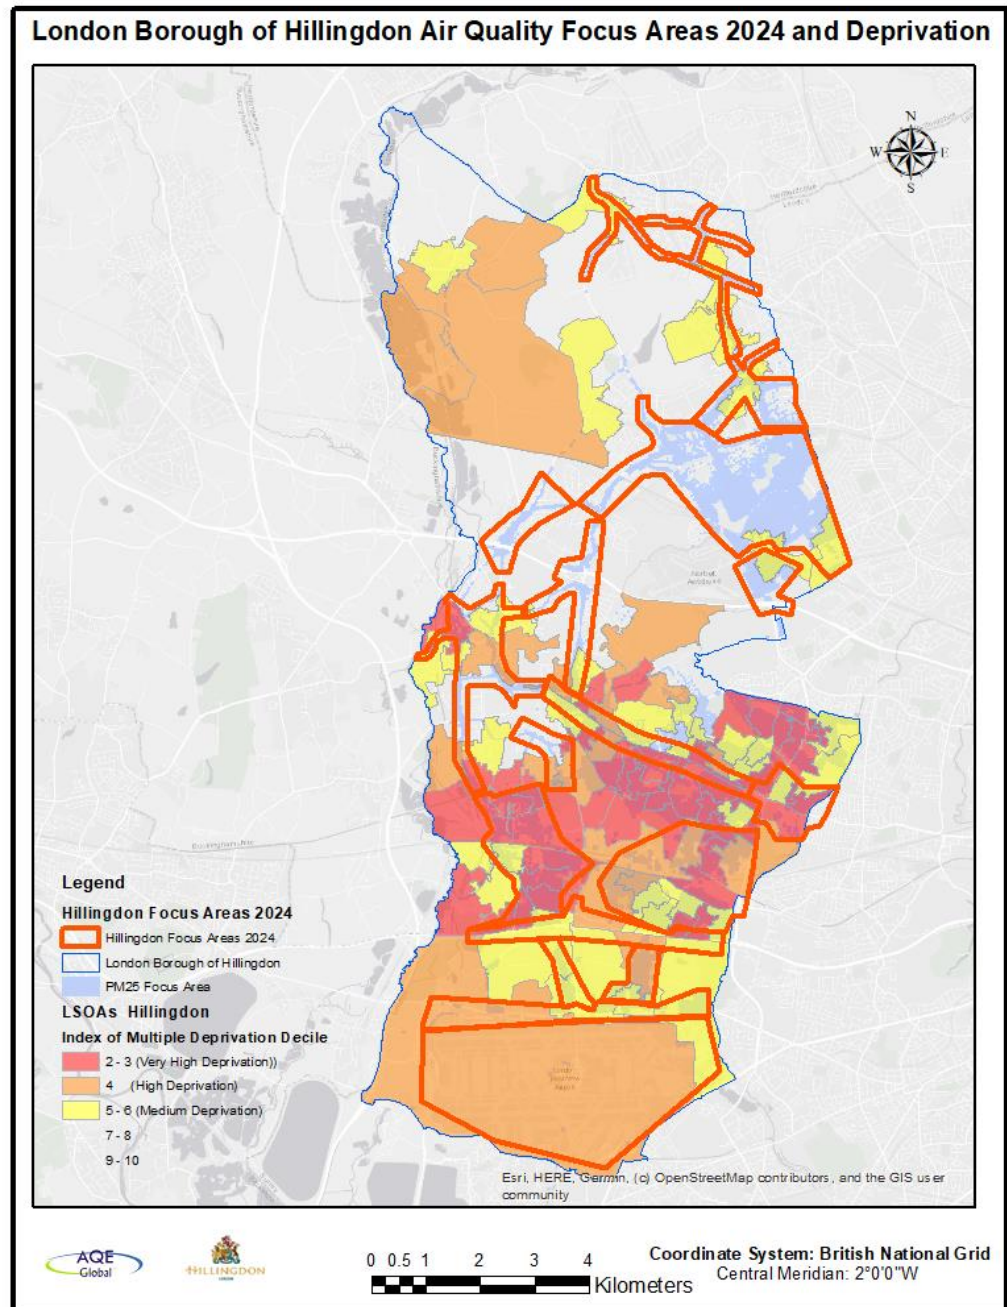 London Borough of Hillingdon Air Quality Focus Areas 2024 and Deprivation
N
W
E
S
Legend
Hillingdon Focus Areas 2024
Hillingdon Focus Areas 2024
London Borough of Hillingdon
PM25 Focus Area
LSOAs Hillingdon
Index of Multiple Deprivation Decile
2 - 3 (Very High Deprivation))
4 (High Deprivation)
5 - 6 (Medium Deprivation)
7 - 8
9 - 10
Esri, HERE, Garmin, (c) OpenStreetMap contributors, and the GIS user
community
AQE
Global
HILLINGDON
LONDON
0 0.5 1 2 3 4
Kilometers
Coordinate System: British National Grid
Central Meridian: 2°0'0"W